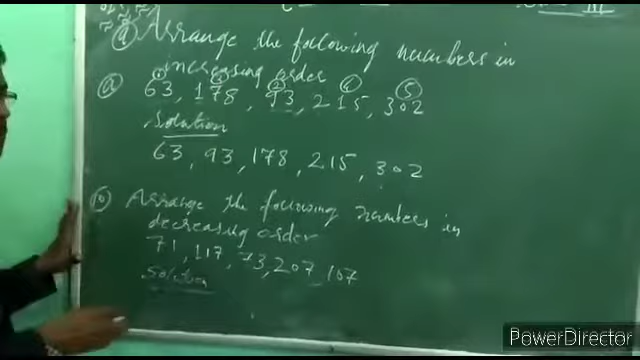 Q Arrange the following numbers in
increasing order
(a) 63, 178, 93, 215, 302
Solution
63, 93, 178, 215, 302
(b) Arrange the following numbers in
decreasing order
71, 117, 73, 207, 107
Solution
PowerDirector